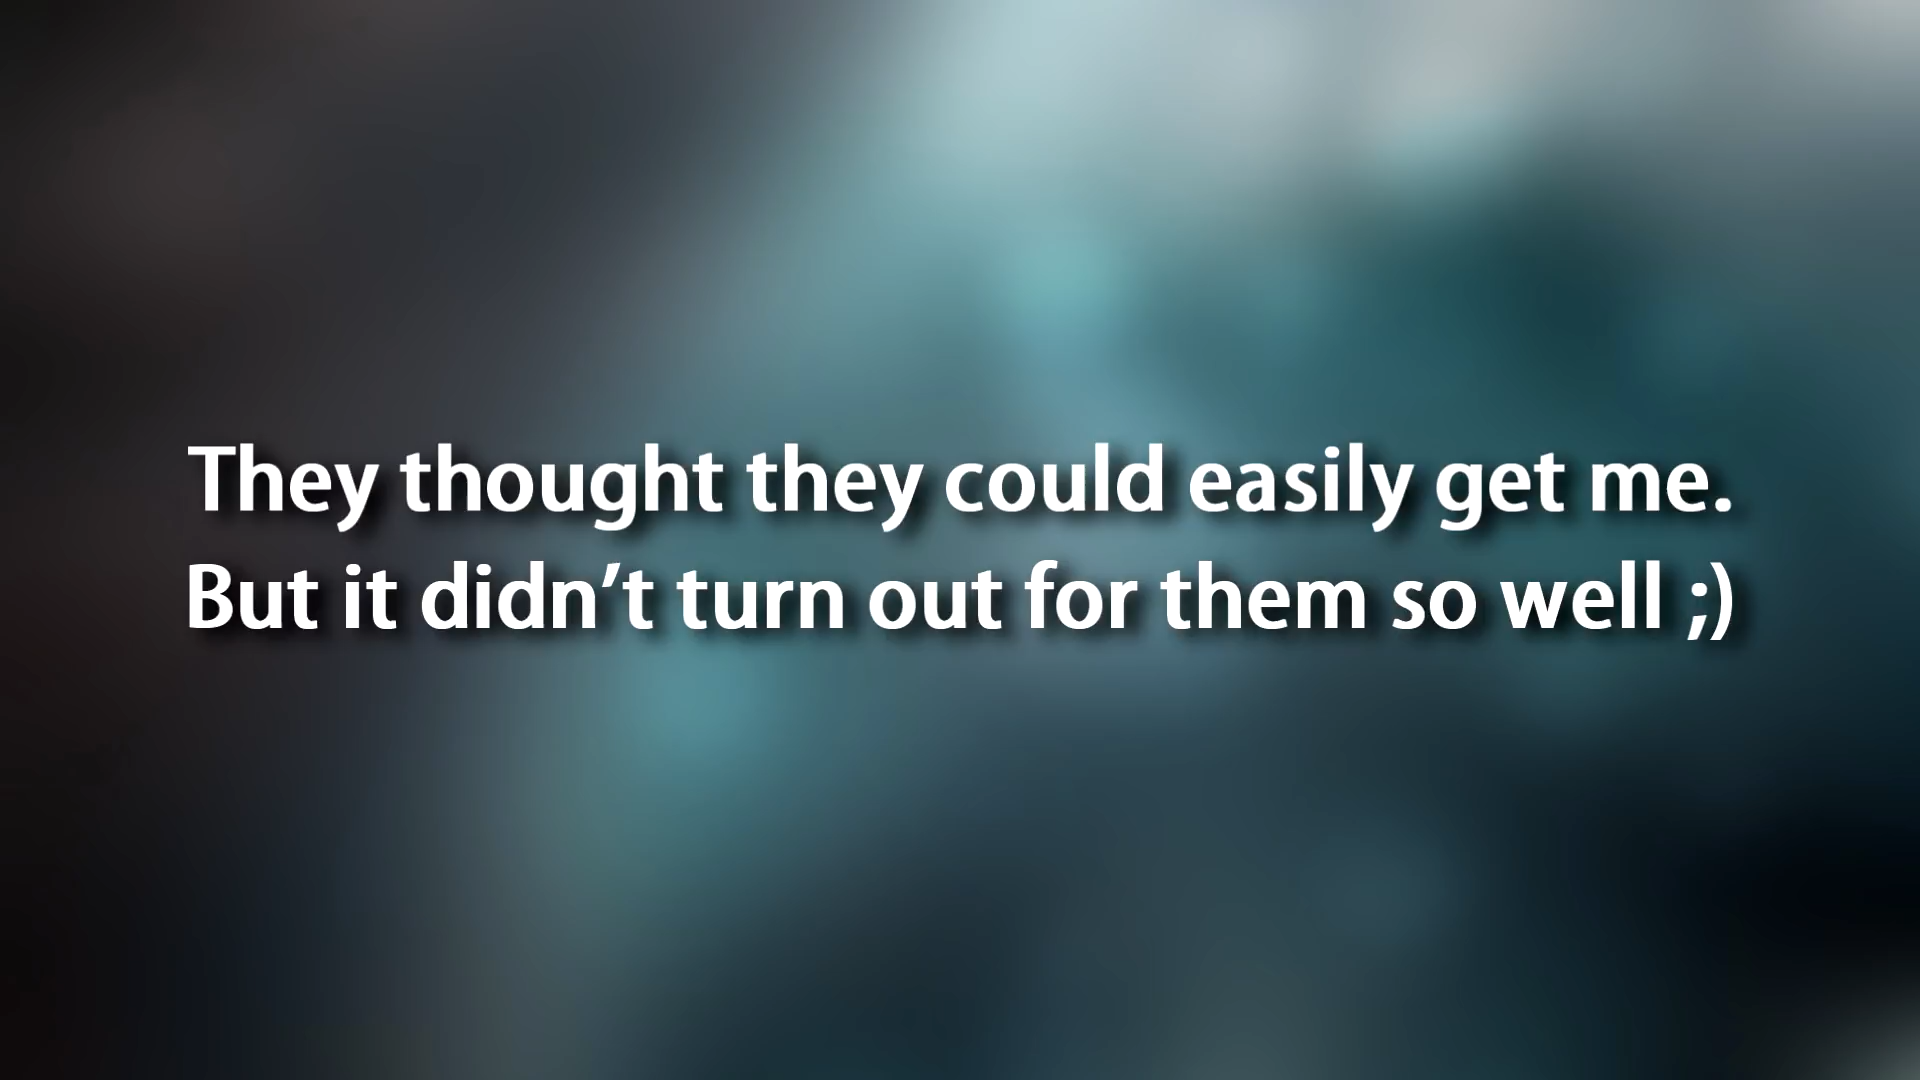 They thought they could easily get me.
But it didn’t turn out for them so well ;)